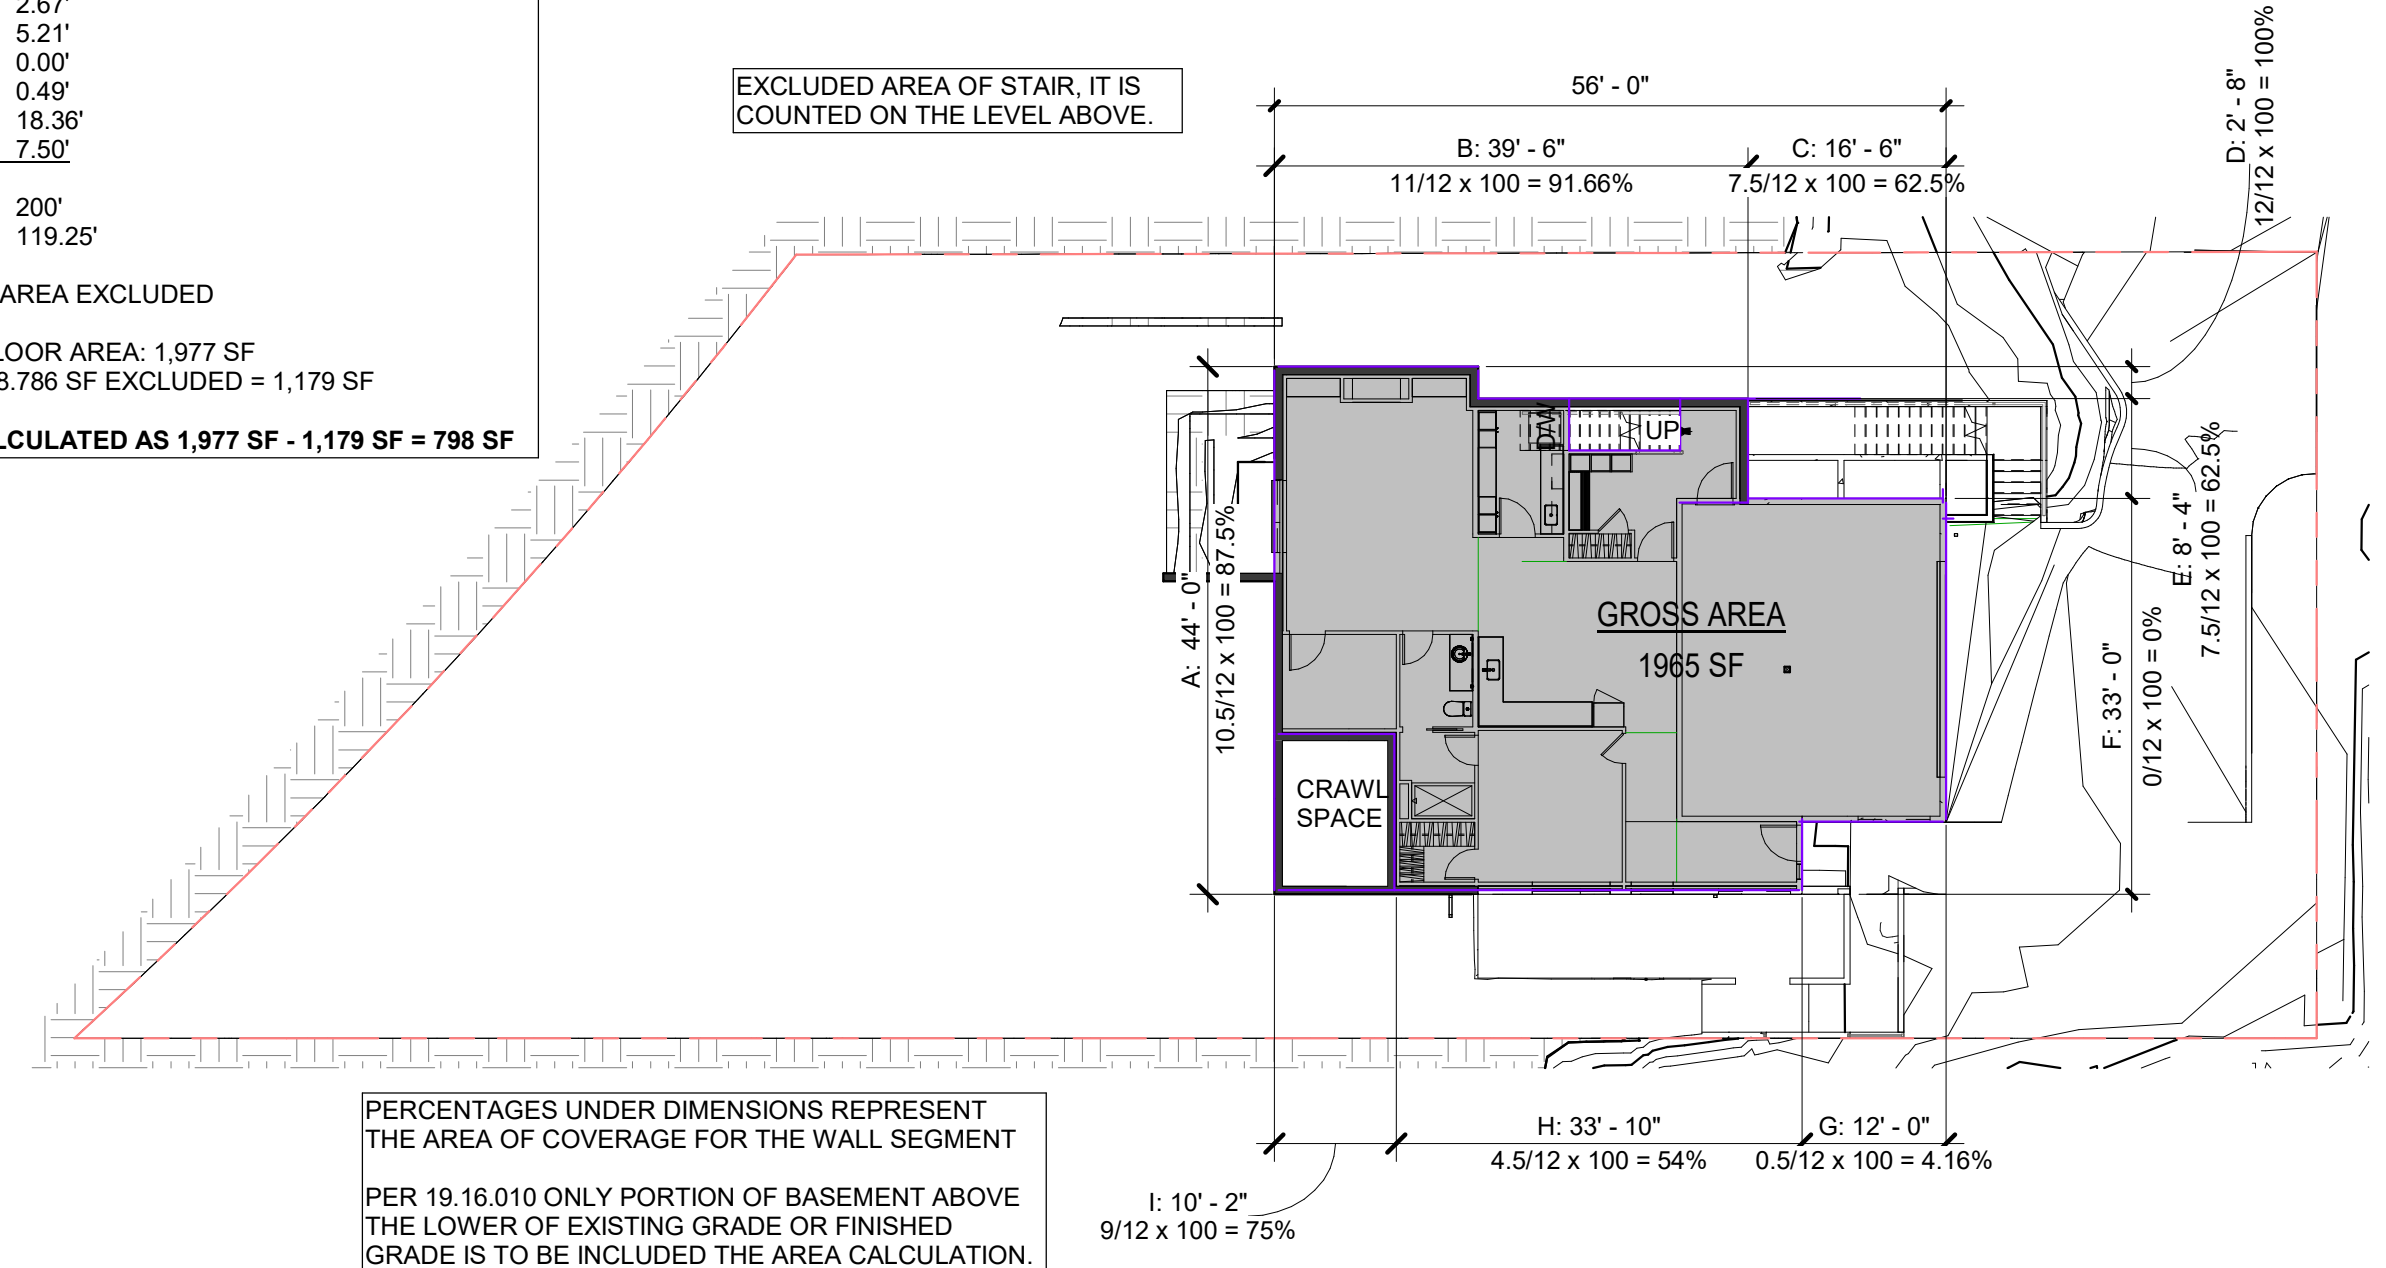 2.67'
5.21'
0.00'
0.49'
18.36'
7.50'
200'
119.25'
AREA EXCLUDED
LOOR AREA: 1,977 SF
8.786 SF EXCLUDED = 1,179 SF
LCULATED AS 1,977 SF - 1,179 SF = 798 SF
EXCLUDED AREA OF STAIR, IT IS
COUNTED ON THE LEVEL ABOVE.
56' - 0"
B: 39' - 6"
11/12 x 100 = 91.66%
C: 16' - 6"
7.5/12 x 100 = 62.5%
D: 2' - 8"
12/12 x 100 = 100%
A: 44' - 0"
10.5/12 x 100 = 87.5%
D/W
UP
GROSS AREA
1965 SF
CRAWL
SPACE
E: 8' - 4"
7.5/12 x 100 = 62.5%
F: 33' - 0"
0/12 x 100 = 0%
H: 33' - 10"
4.5/12 x 100 = 54%
G: 12' - 0"
0.5/12 x 100 = 4.16%
I: 10' - 2"
9/12 x 100 = 75%
PERCENTAGES UNDER DIMENSIONS REPRESENT
THE AREA OF COVERAGE FOR THE WALL SEGMENT
PER 19.16.010 ONLY PORTION OF BASEMENT ABOVE
THE LOWER OF EXISTING GRADE OR FINISHED
GRADE IS TO BE INCLUDED THE AREA CALCULATION.